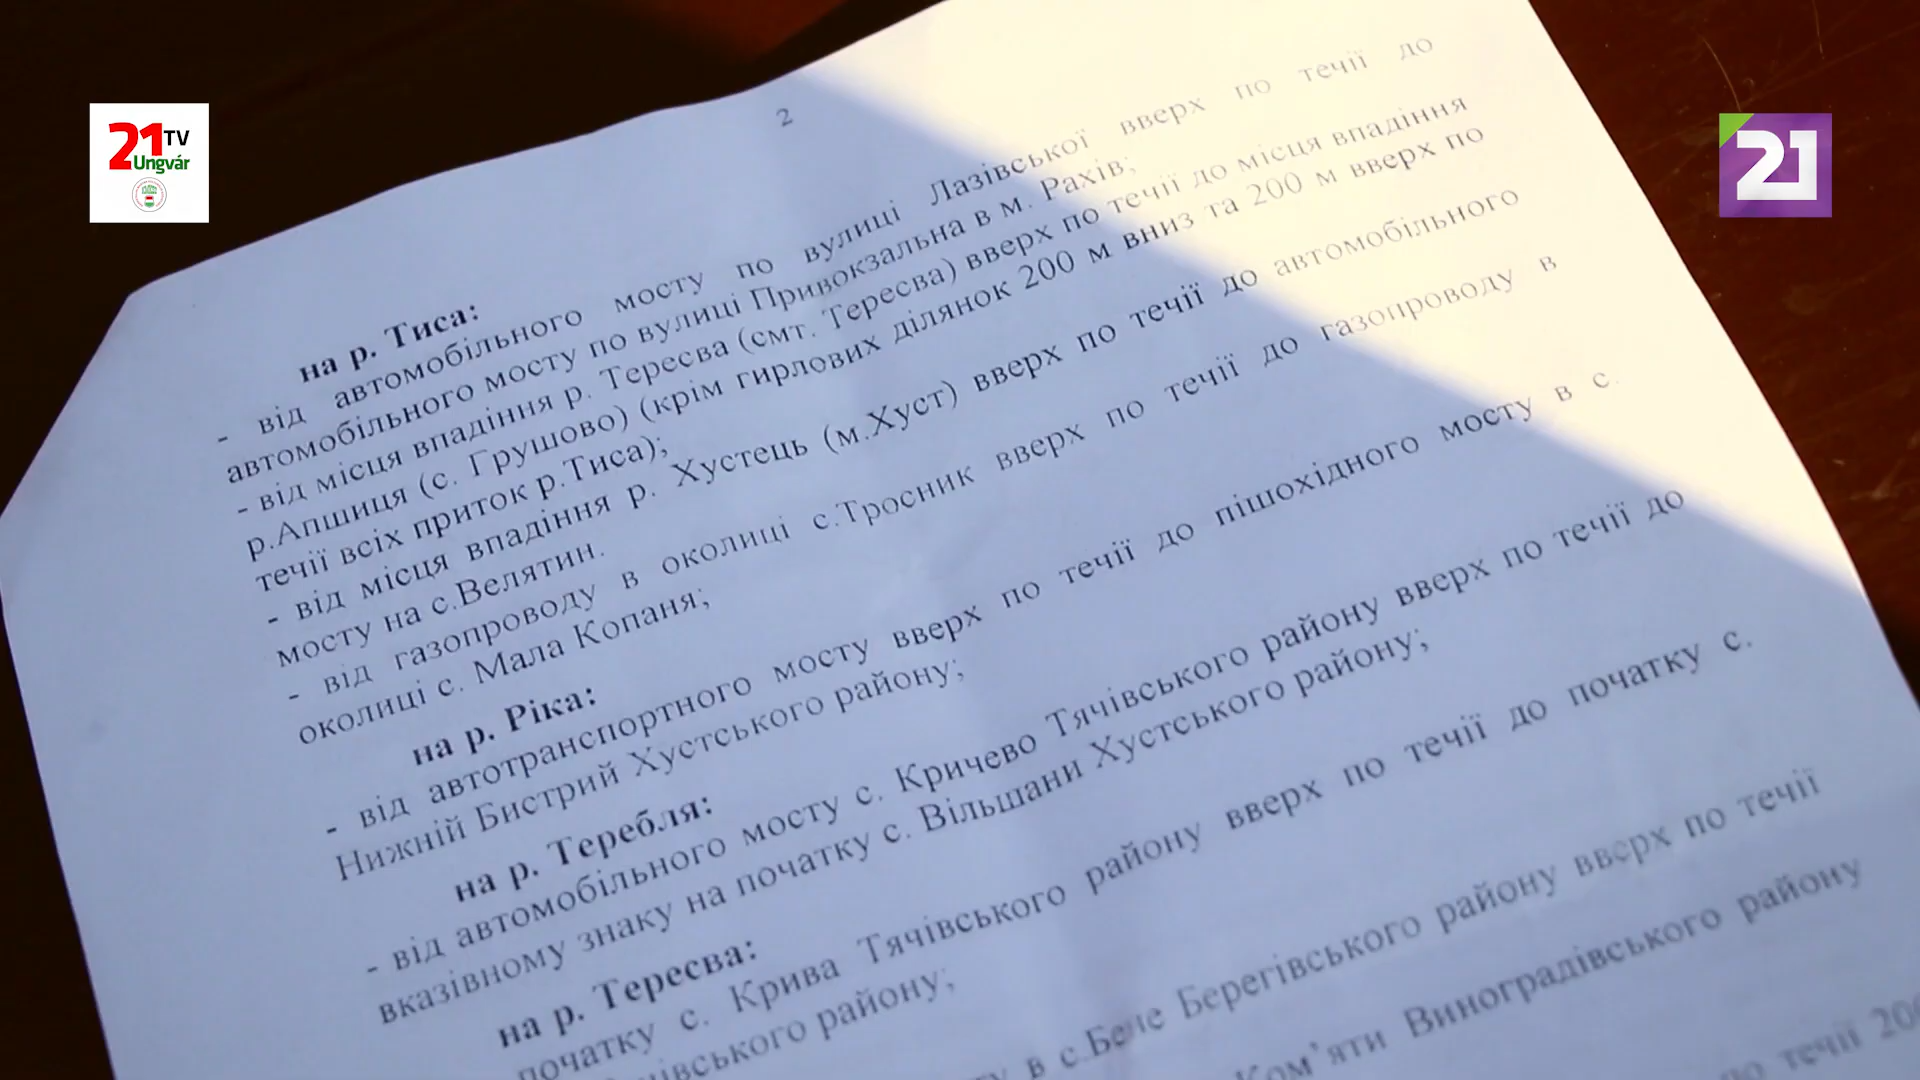 21 TV
Ungvár
21
2
на р. Тиса:
- від автомобільного мосту по вулиці Лазівської вверх по течії до
автомобільного мосту по вулиці Привокзальна в м. Рахів;
- від місця впадіння р. Тересва (смт. Тересва) вверх по течії до місця впадіння
р.Апшиця (с. Грушово) (крім гирлових ділянок 200 м вниз та 200 м вверх по
течії всіх приток р.Тиса);
- від місця впадіння р. Хустець (м.Хуст) вверх по течії до автомобільного
мосту на с.Велятин.
- від газопроводу в околиці с.Тросник вверх по течії до газопроводу в
околиці с. Мала Копаня;
на р. Ріка:
- від автотранспортного мосту вверх по течії до пішохідного мосту в с.
Нижній Бистрий Хустського району;
на р. Теребля:
- від автомобільного мосту с. Кричево Тячівського району вверх по течії до
вказівному знаку на початку с. Вільшани Хустського району;
на р. Тересва:
початку с. Крива Тячівського району вверх по течії до початку с.
району;
в с.Беле Берегівського району вверх по течії
Ком'яти Виноградівського району
по течії 200